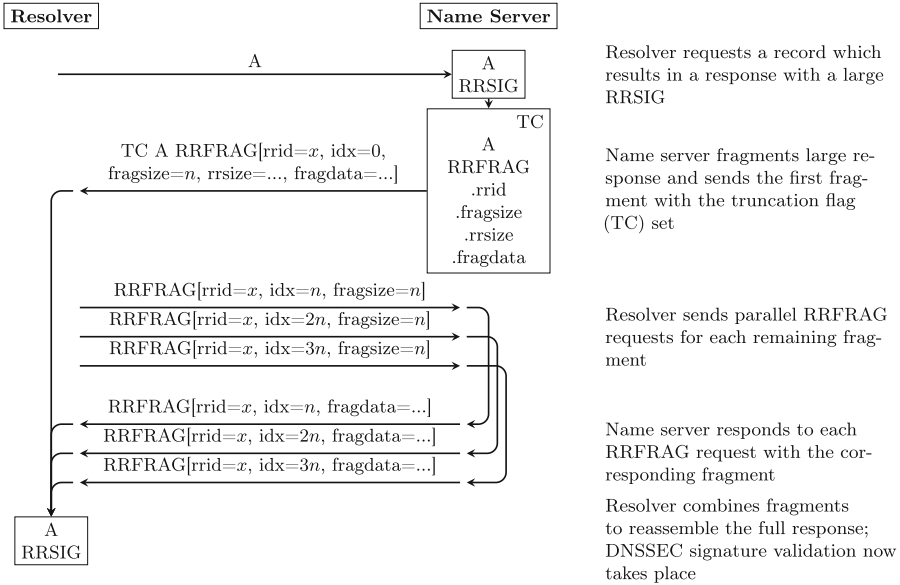 Resolver
Name Server
A
A
RRSIG
Resolver requests a record which
results in a response with a large
RRSIG
TC
A
RRFRAG
.rrid
.fragsize
.rrsize
.fragdata
TC A RRFRAG[rrid=x, idx=0,
fragsize=n, rrsize=..., fragdata=...]
Name server fragments large re-
sponse and sends the first frag-
ment with the truncation flag
(TC) set
RRFRAG[rrid=x, idx=n, fragsize=n]
RRFRAG[rrid=x, idx=2n, fragsize=n]
RRFRAG[rrid=x, idx=3n, fragsize=n]
Resolver sends parallel RRFRAG
requests for each remaining frag-
ment
RRFRAG[rrid=x, idx=n, fragdata=...]
RRFRAG[rrid=x, idx=2n, fragdata=...]
RRFRAG[rrid=x, idx=3n, fragdata=...]
Name server responds to each
RRFRAG request with the cor-
responding fragment
A
RRSIG
Resolver combines fragments
to reassemble the full response;
DNSSEC signature validation now
takes place